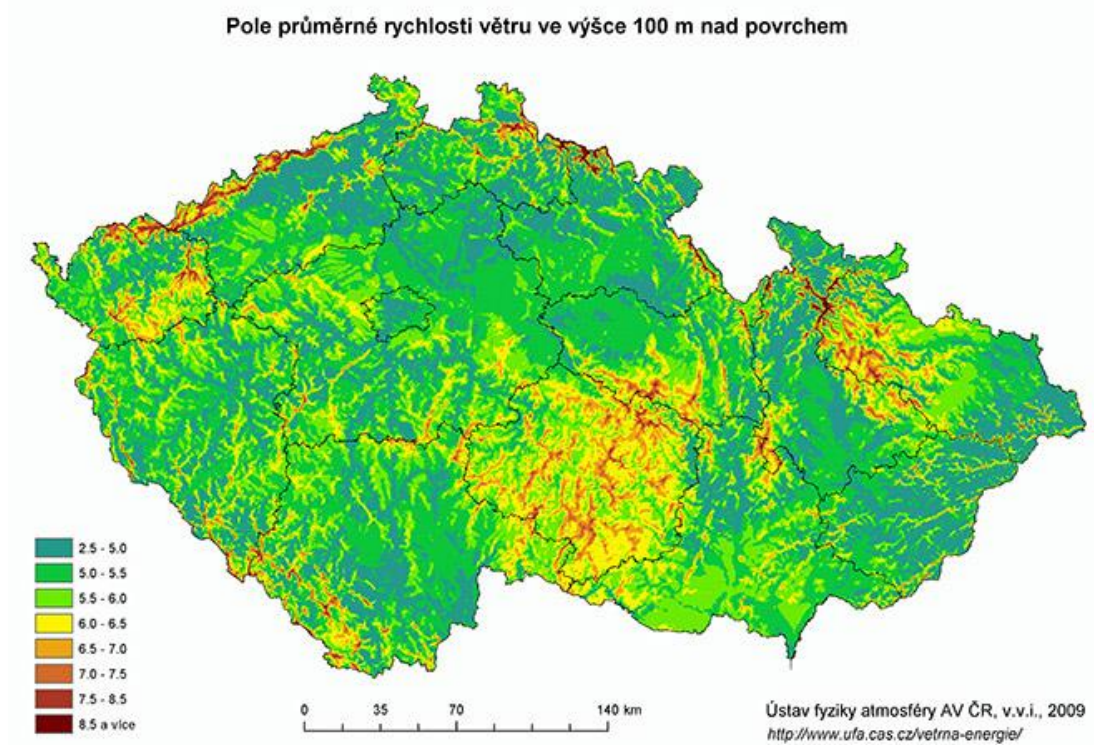 Pole průměrné rychlosti větru ve výšce 100 m nad povrchem
2.5 - 5.0
5.0 - 5.5
5.5 - 6.0
6.0 - 6.5
6.5 - 7.0
7.0 - 7.5
7.5 - 8.5
8.5 a více
0 35 70 140 km
Ústav fyziky atmosféry AV ČR, v.v.i., 2009
http://www.ufa.cas.cz/vetrna-energie/